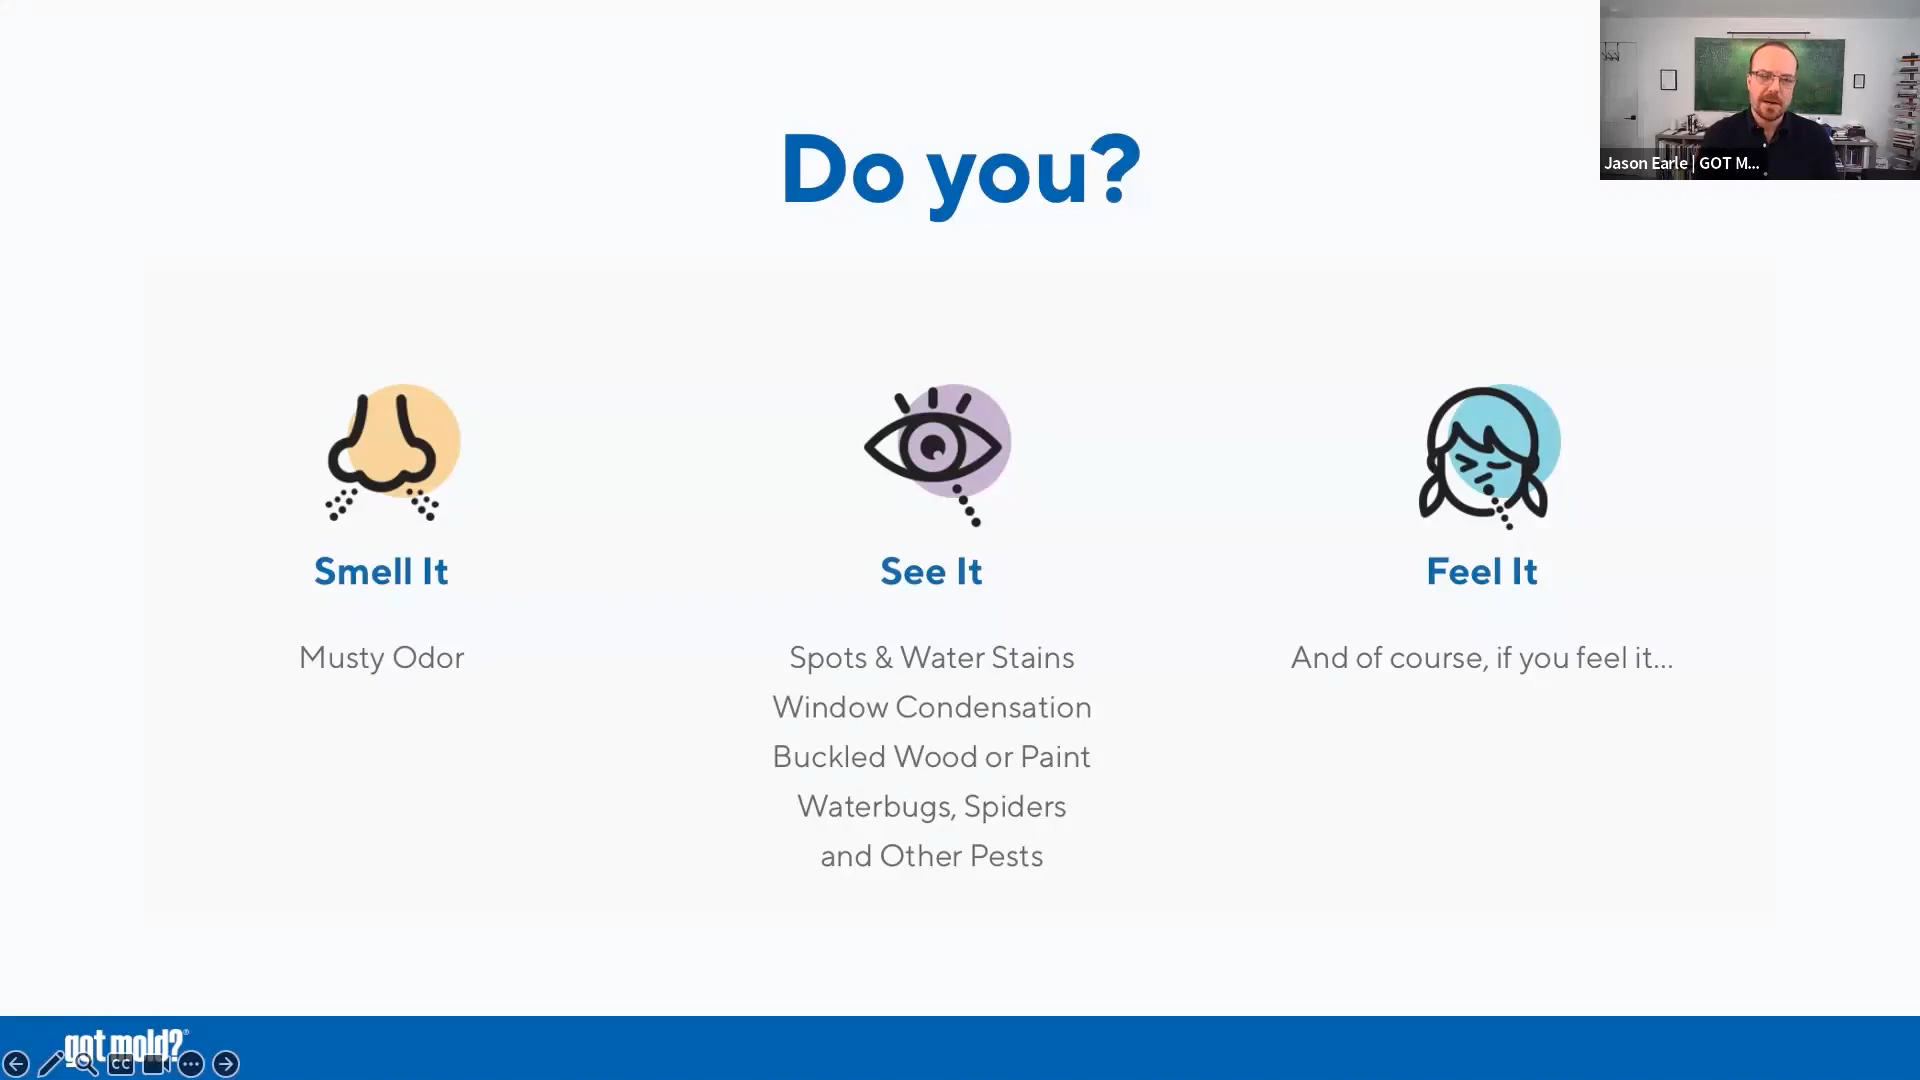 Do you?
Jason Earle | GOT M...
Smell It
Musty Odor
See It
Spots & Water Stains
Window Condensation
Buckled Wood or Paint
Waterbugs, Spiders
and Other Pests
Feel It
And of course, if you feel it...
got mold?®
CC